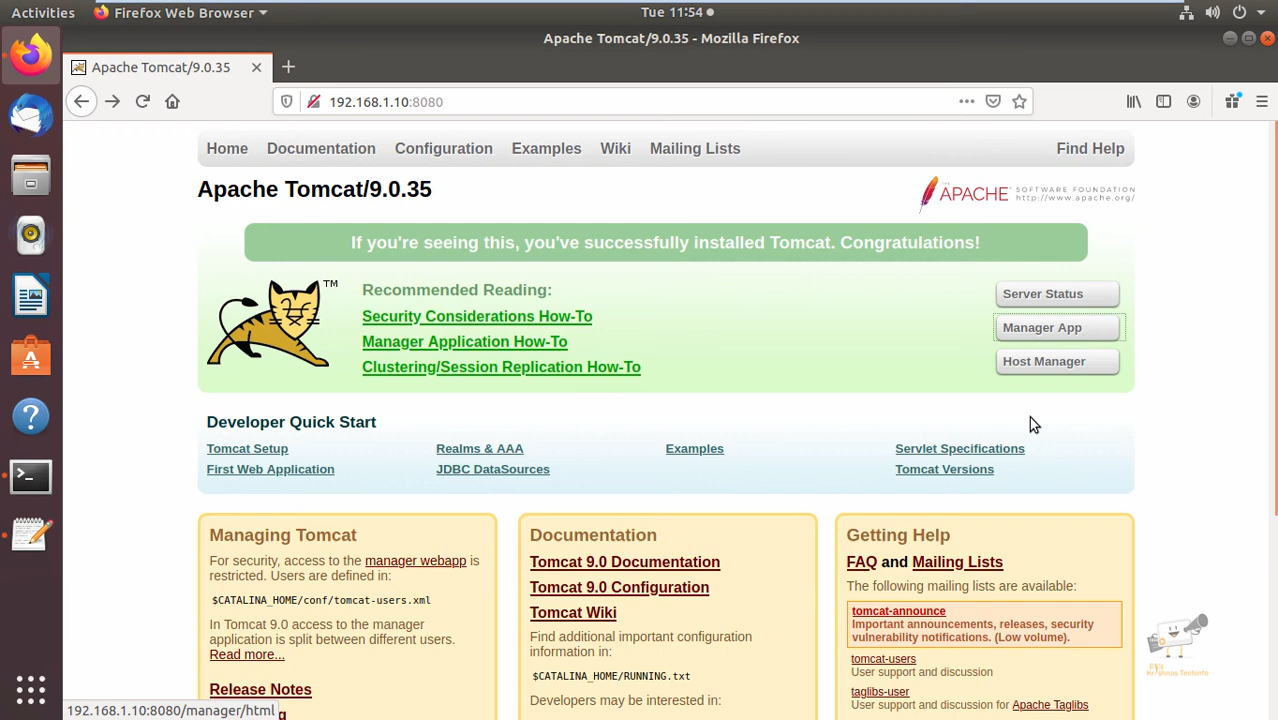 Activities Firefox Web Browser Tue 11:54
Apache Tomcat/9.0.35 - Mozilla Firefox
Apache Tomcat/9.0.35
192.168.1.10:8080
Home Documentation Configuration Examples Wiki Mailing Lists Find Help
Apache Tomcat/9.0.35
THE APACHE SOFTWARE FOUNDATION
http://www.apache.org/
If you're seeing this, you've successfully installed Tomcat. Congratulations!
TM
Recommended Reading:
Security Considerations How-To
Manager Application How-To
Clustering/Session Replication How-To
Server Status
Manager App
Host Manager
Developer Quick Start
Tomcat Setup Realms & AAA Examples Servlet Specifications
First Web Application JDBC DataSources Tomcat Versions
Managing Tomcat
For security, access to the manager webapp is
restricted. Users are defined in:
$CATALINA_HOME/conf/tomcat-users.xml
In Tomcat 9.0 access to the manager
application is split between different users.
Read more...
Release Notes
Documentation
Tomcat 9.0 Documentation
Tomcat 9.0 Configuration
Tomcat Wiki
Find additional important configuration
information in:
$CATALINA_HOME/RUNNING.txt
Developers may be interested in:
Getting Help
FAQ and Mailing Lists
The following mailing lists are available:
tomcat-announce
Important announcements, releases, security
vulnerability notifications. (Low volume).
tomcat-users
User support and discussion
taglibs-user
User support and discussion for Apache Taglibs
Krishnas Techinfo
192.168.1.10:8080/manager/html